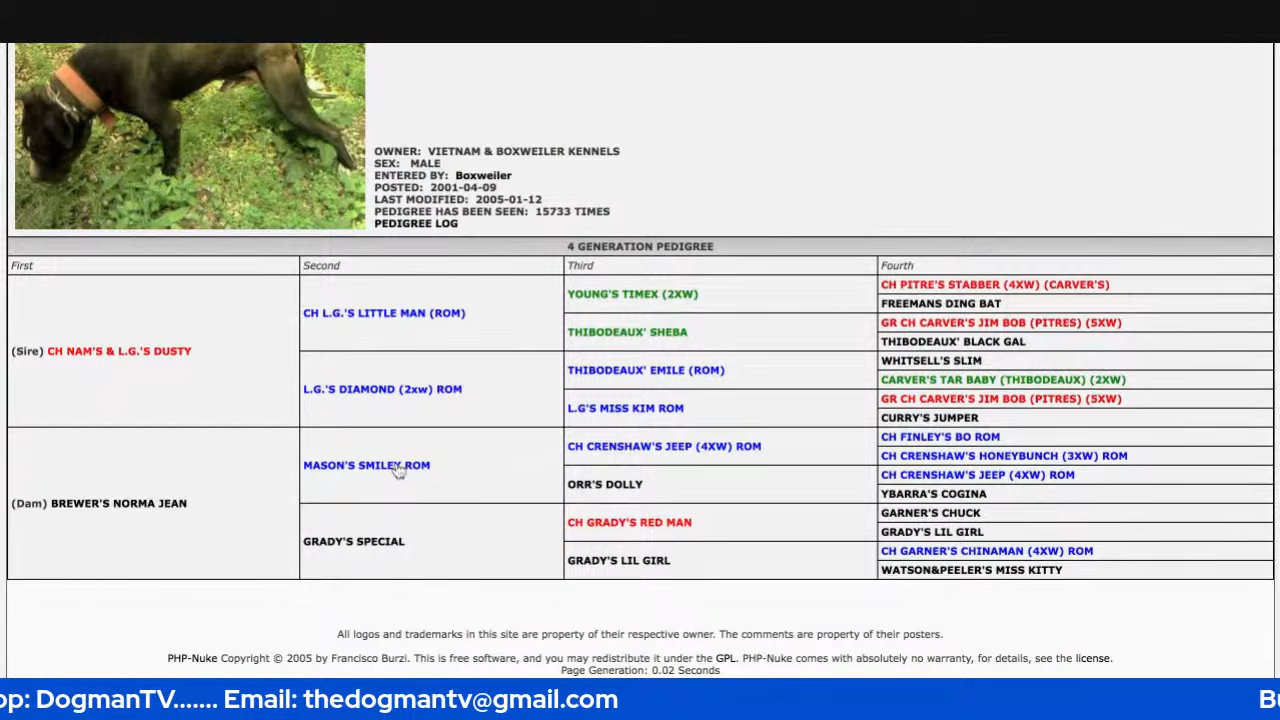 OWNER: VIETNAM & BOXWEILER KENNELS
SEX: MALE
ENTERED BY: Boxweiler
POSTED: 2001-04-09
LAST MODIFIED: 2005-01-12
PEDIGREE HAS BEEN SEEN: 15733 TIMES
PEDIGREE LOG
4 GENERATION PEDIGREE
First Second Third Fourth
(Sire) CH NAM'S & L.G.'S DUSTY
CH L.G.'S LITTLE MAN (ROM)
YOUNG'S TIMEX (2XW)
CH PITRE'S STABBER (4XW) (CARVER'S)
FREEMANS DING BAT
THIBODEAUX' SHEBA
GR CH CARVER'S JIM BOB (PITRES) (5XW)
THIBODEAUX' BLACK GAL
L.G.'S DIAMOND (2xw) ROM
THIBODEAUX' EMILE (ROM)
WHITSELL'S SLIM
CARVER'S TAR BABY (THIBODEAUX) (2XW)
L.G'S MISS KIM ROM
GR CH CARVER'S JIM BOB (PITRES) (5XW)
CURRY'S JUMPER
(Dam) BREWER'S NORMA JEAN
MASON'S SMILEY ROM
CH CRENSHAW'S JEEP (4XW) ROM
CH FINLEY'S BO ROM
CH CRENSHAW'S HONEYBUNCH (3XW) ROM
ORR'S DOLLY
CH CRENSHAW'S JEEP (4XW) ROM
YBARRA'S COGINA
GRADY'S SPECIAL
CH GRADY'S RED MAN
GARNER'S CHUCK
GRADY'S LIL GIRL
GRADY'S LIL GIRL
CH GARNER'S CHINAMAN (4XW) ROM
WATSON&PEELER'S MISS KITTY
All logos and trademarks in this site are property of their respective owner. The comments are property of their posters.
PHP-Nuke Copyright © 2005 by Francisco Burzi. This is free software, and you may redistribute it under the GPL. PHP-Nuke comes with absolutely no warranty, for details, see the license.
Page Generation: 0.02 Seconds
op: DogmanTV....... Email: thedogmantv@gmail.com Bu